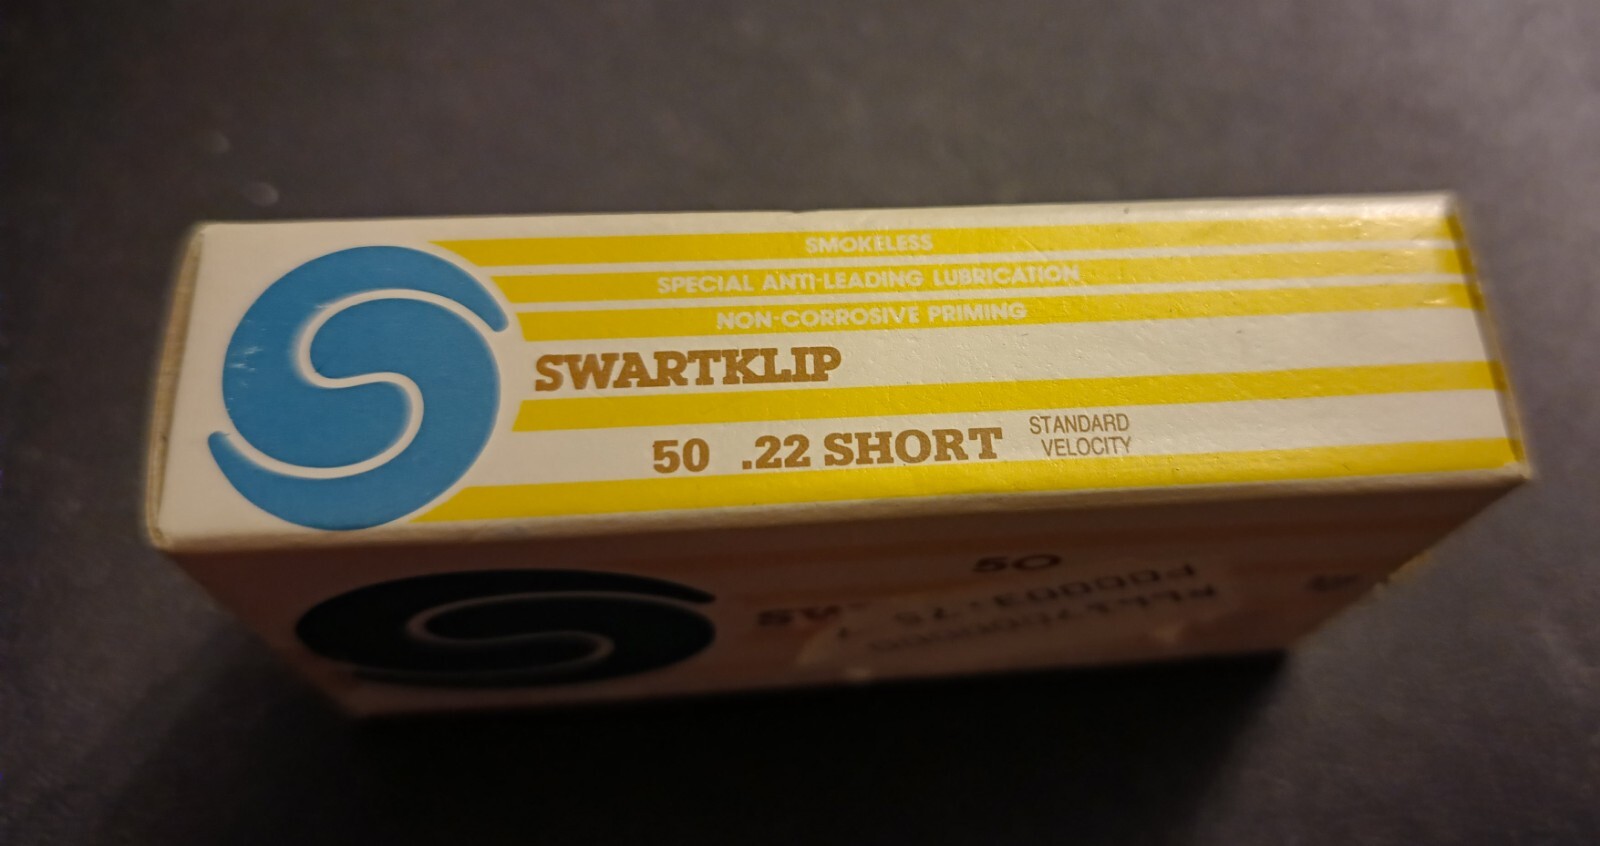 SMOKELESS
SPECIAL ANTI-LEADING LUBRICATION
NON-CORROSIVE PRIMING
SWARTKLIP
50 .22 SHORT STANDARD
VELOCITY
50